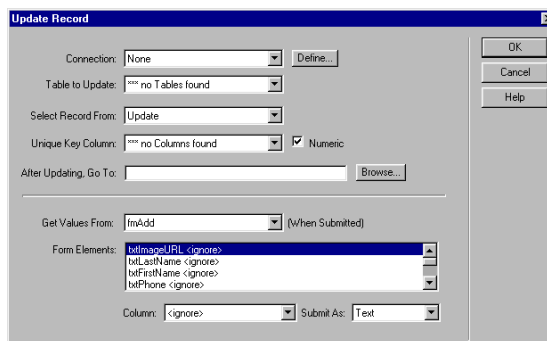 Update Record
Connection: None Define... OK
Table to Update: *** no Tables found Cancel
Select Record From: Update Help
Unique Key Column: *** no Columns found Numeric
After Updating, Go To: Browse...
Get Values From: fmAdd (When Submitted)
Form Elements: txtImageURL <ignore>
txtLastName <ignore>
txtFirstName <ignore>
txtPhone <ignore>
Column: <ignore> Submit As: Text